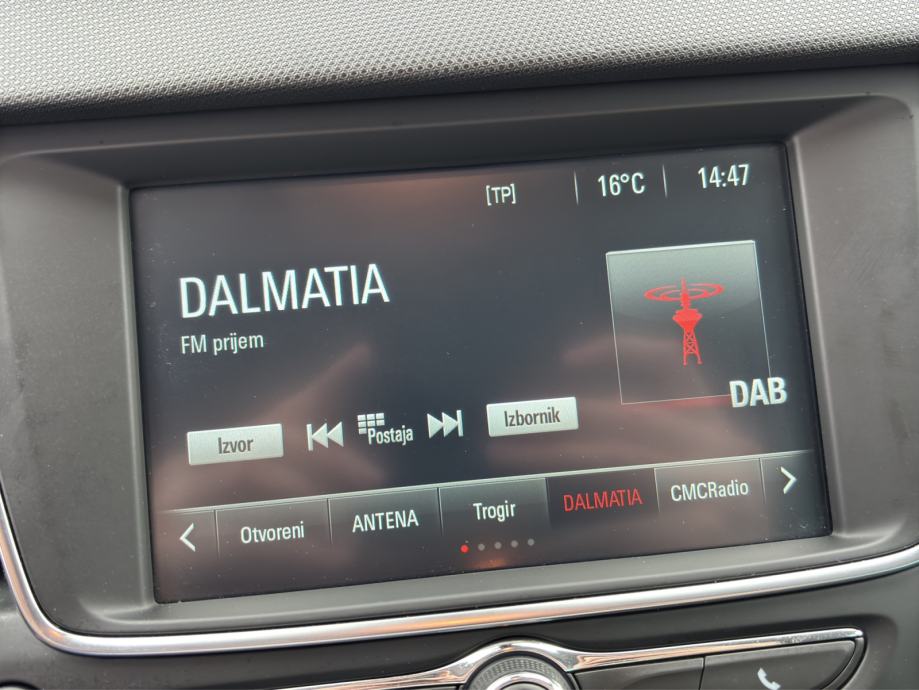 [TP] 16°C 14:47
DALMATIA
FM prijem
DAB
Izvor Postaja Izbornik
Otvoreni ANTENA Trogir DALMATIA CMCRadio